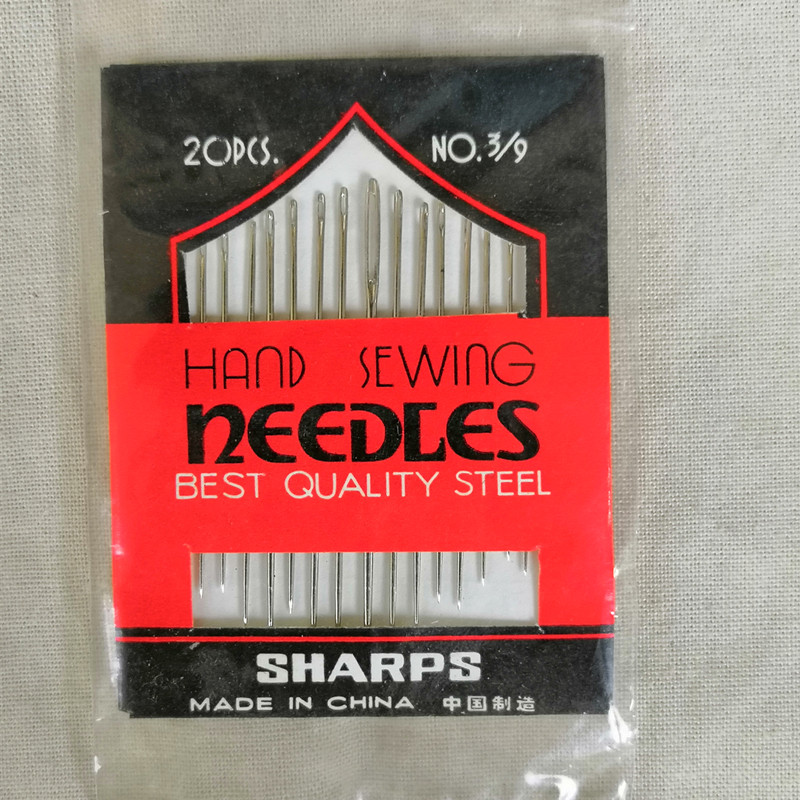 20PCS. NO. 3/9
HAND SEWING
NEEDLES
BEST QUALITY STEEL
SHARPS
MADE IN CHINA 中国制造